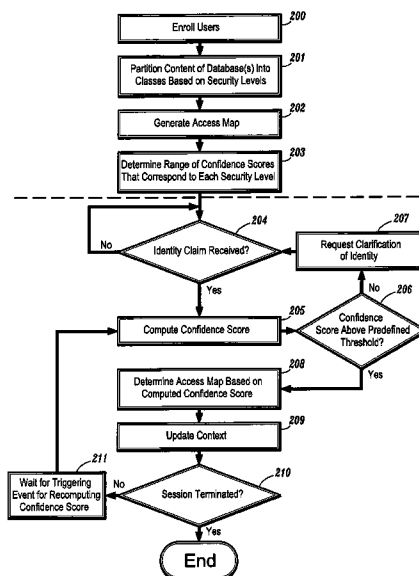 200
Enroll Users
201
Partition Content of Database(s) Into
Classes Based on Security Levels
202
Generate Access Map
203
Determine Range of Confidence Scores
That Correspond to Each Security Level
204
Identity Claim Received?
No
Yes
207
Request Clarification
of Identity
205
Compute Confidence Score
206
Confidence
Score Above Predefined
Threshold?
No
Yes
208
Determine Access Map Based on
Computed Confidence Score
209
Update Context
210
Session Terminated?
No
Yes
211
Wait for Triggering
Event for Recomputing
Confidence Score
End